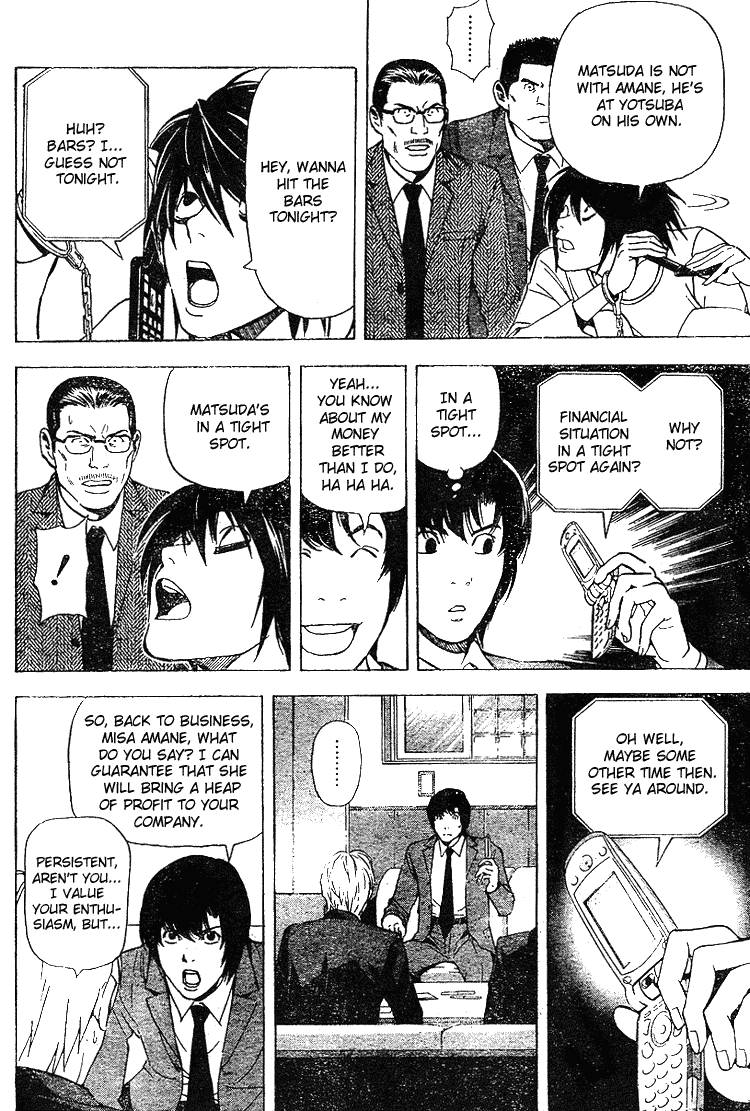 .........
MATSUDA IS NOT
WITH AMANE, HE'S
AT YOTSUBA
ON HIS OWN.
HEY, WANNA
HIT THE
BARS
TONIGHT?
HUH?
BARS? I...
GUESS NOT
TONIGHT.
WHY
NOT?
FINANCIAL
SITUATION
IN A TIGHT
SPOT AGAIN?
IN A
TIGHT
SPOT...
YEAH...
YOU KNOW
ABOUT MY
MONEY
BETTER
THAN I DO,
HA HA HA.
MATSUDA'S
IN A TIGHT
SPOT.
!
OH WELL,
MAYBE SOME
OTHER TIME THEN.
SEE YA AROUND.
.........
SO, BACK TO BUSINESS,
MISA AMANE, WHAT
DO YOU SAY? I CAN
GUARANTEE THAT SHE
WILL BRING A HEAP
OF PROFIT TO YOUR
COMPANY.
PERSISTENT,
AREN'T YOU...
I VALUE
YOUR ENTHU-
SIASM, BUT...